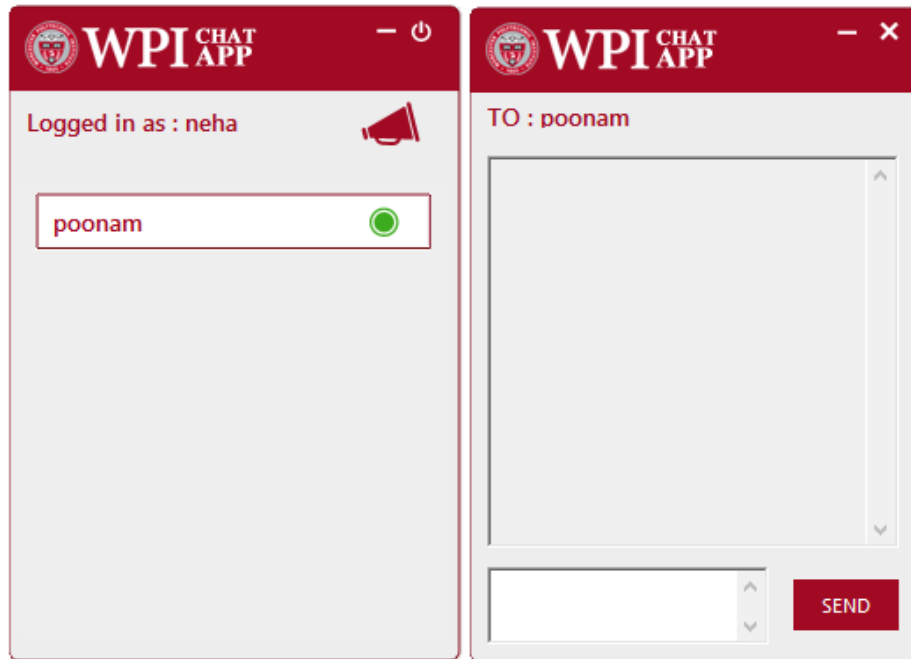 WPI CHAT APP
Logged in as : neha
poonam
WPI CHAT APP
TO : poonam
SEND